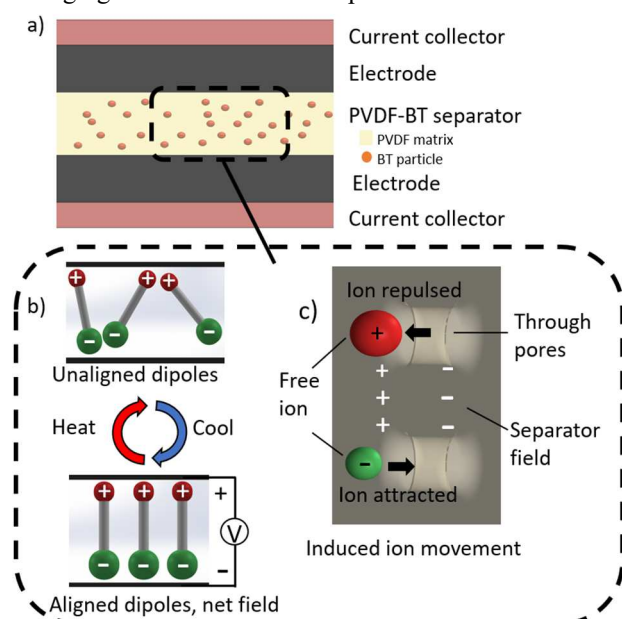 a)
Current collector
Electrode
PVDF-BT separator
PVDF matrix
BT particle
Electrode
Current collector
b)
+ + +
- - -
Unaligned dipoles
Heat Cool
+ + +
- - -
+
V
-
Aligned dipoles, net field
c)
Ion repulsed
+
Through
pores
Free
ion
+ -
+ -
+ -
Separator
field
-
Ion attracted
Induced ion movement